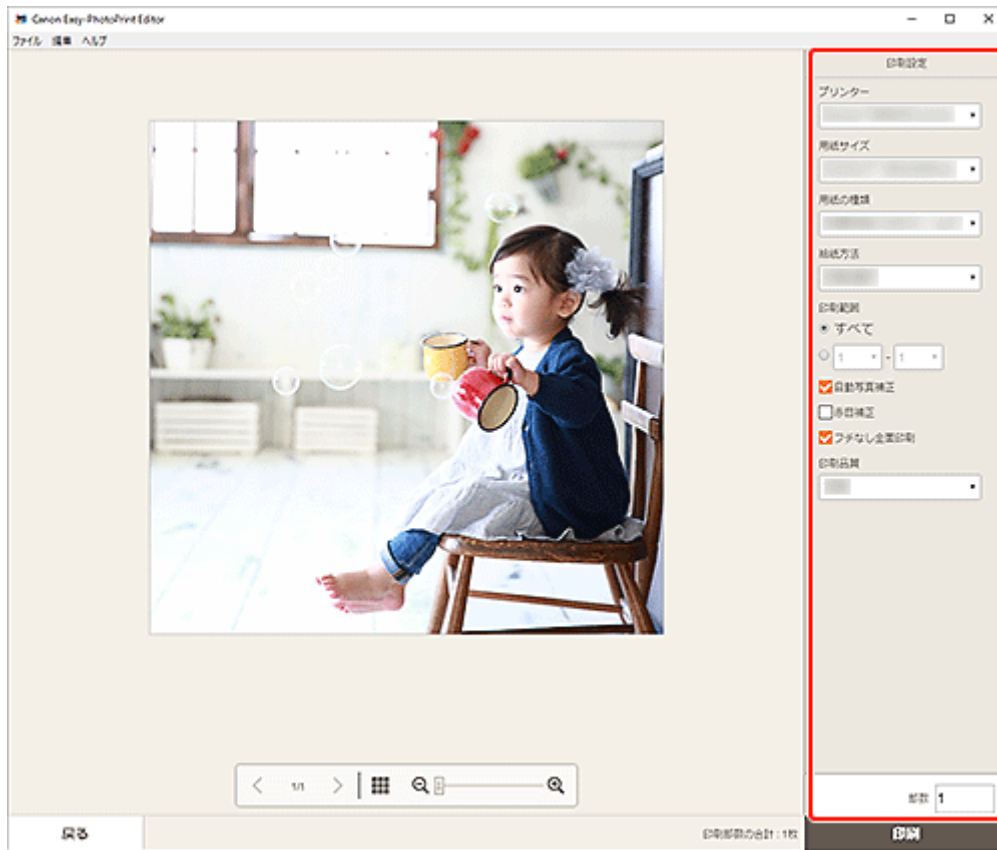 Canon Easy-PhotoPrint Editor
ファイル 編集 ヘルプ
印刷設定
プリンター
用紙サイズ
用紙の種類
給紙方法
印刷範囲
すべて
1 - 1
自動写真補正
赤目補正
フチなし全面印刷
印刷品質
1/1
部数 1
戻る
印刷部数の合計 : 1枚
印刷